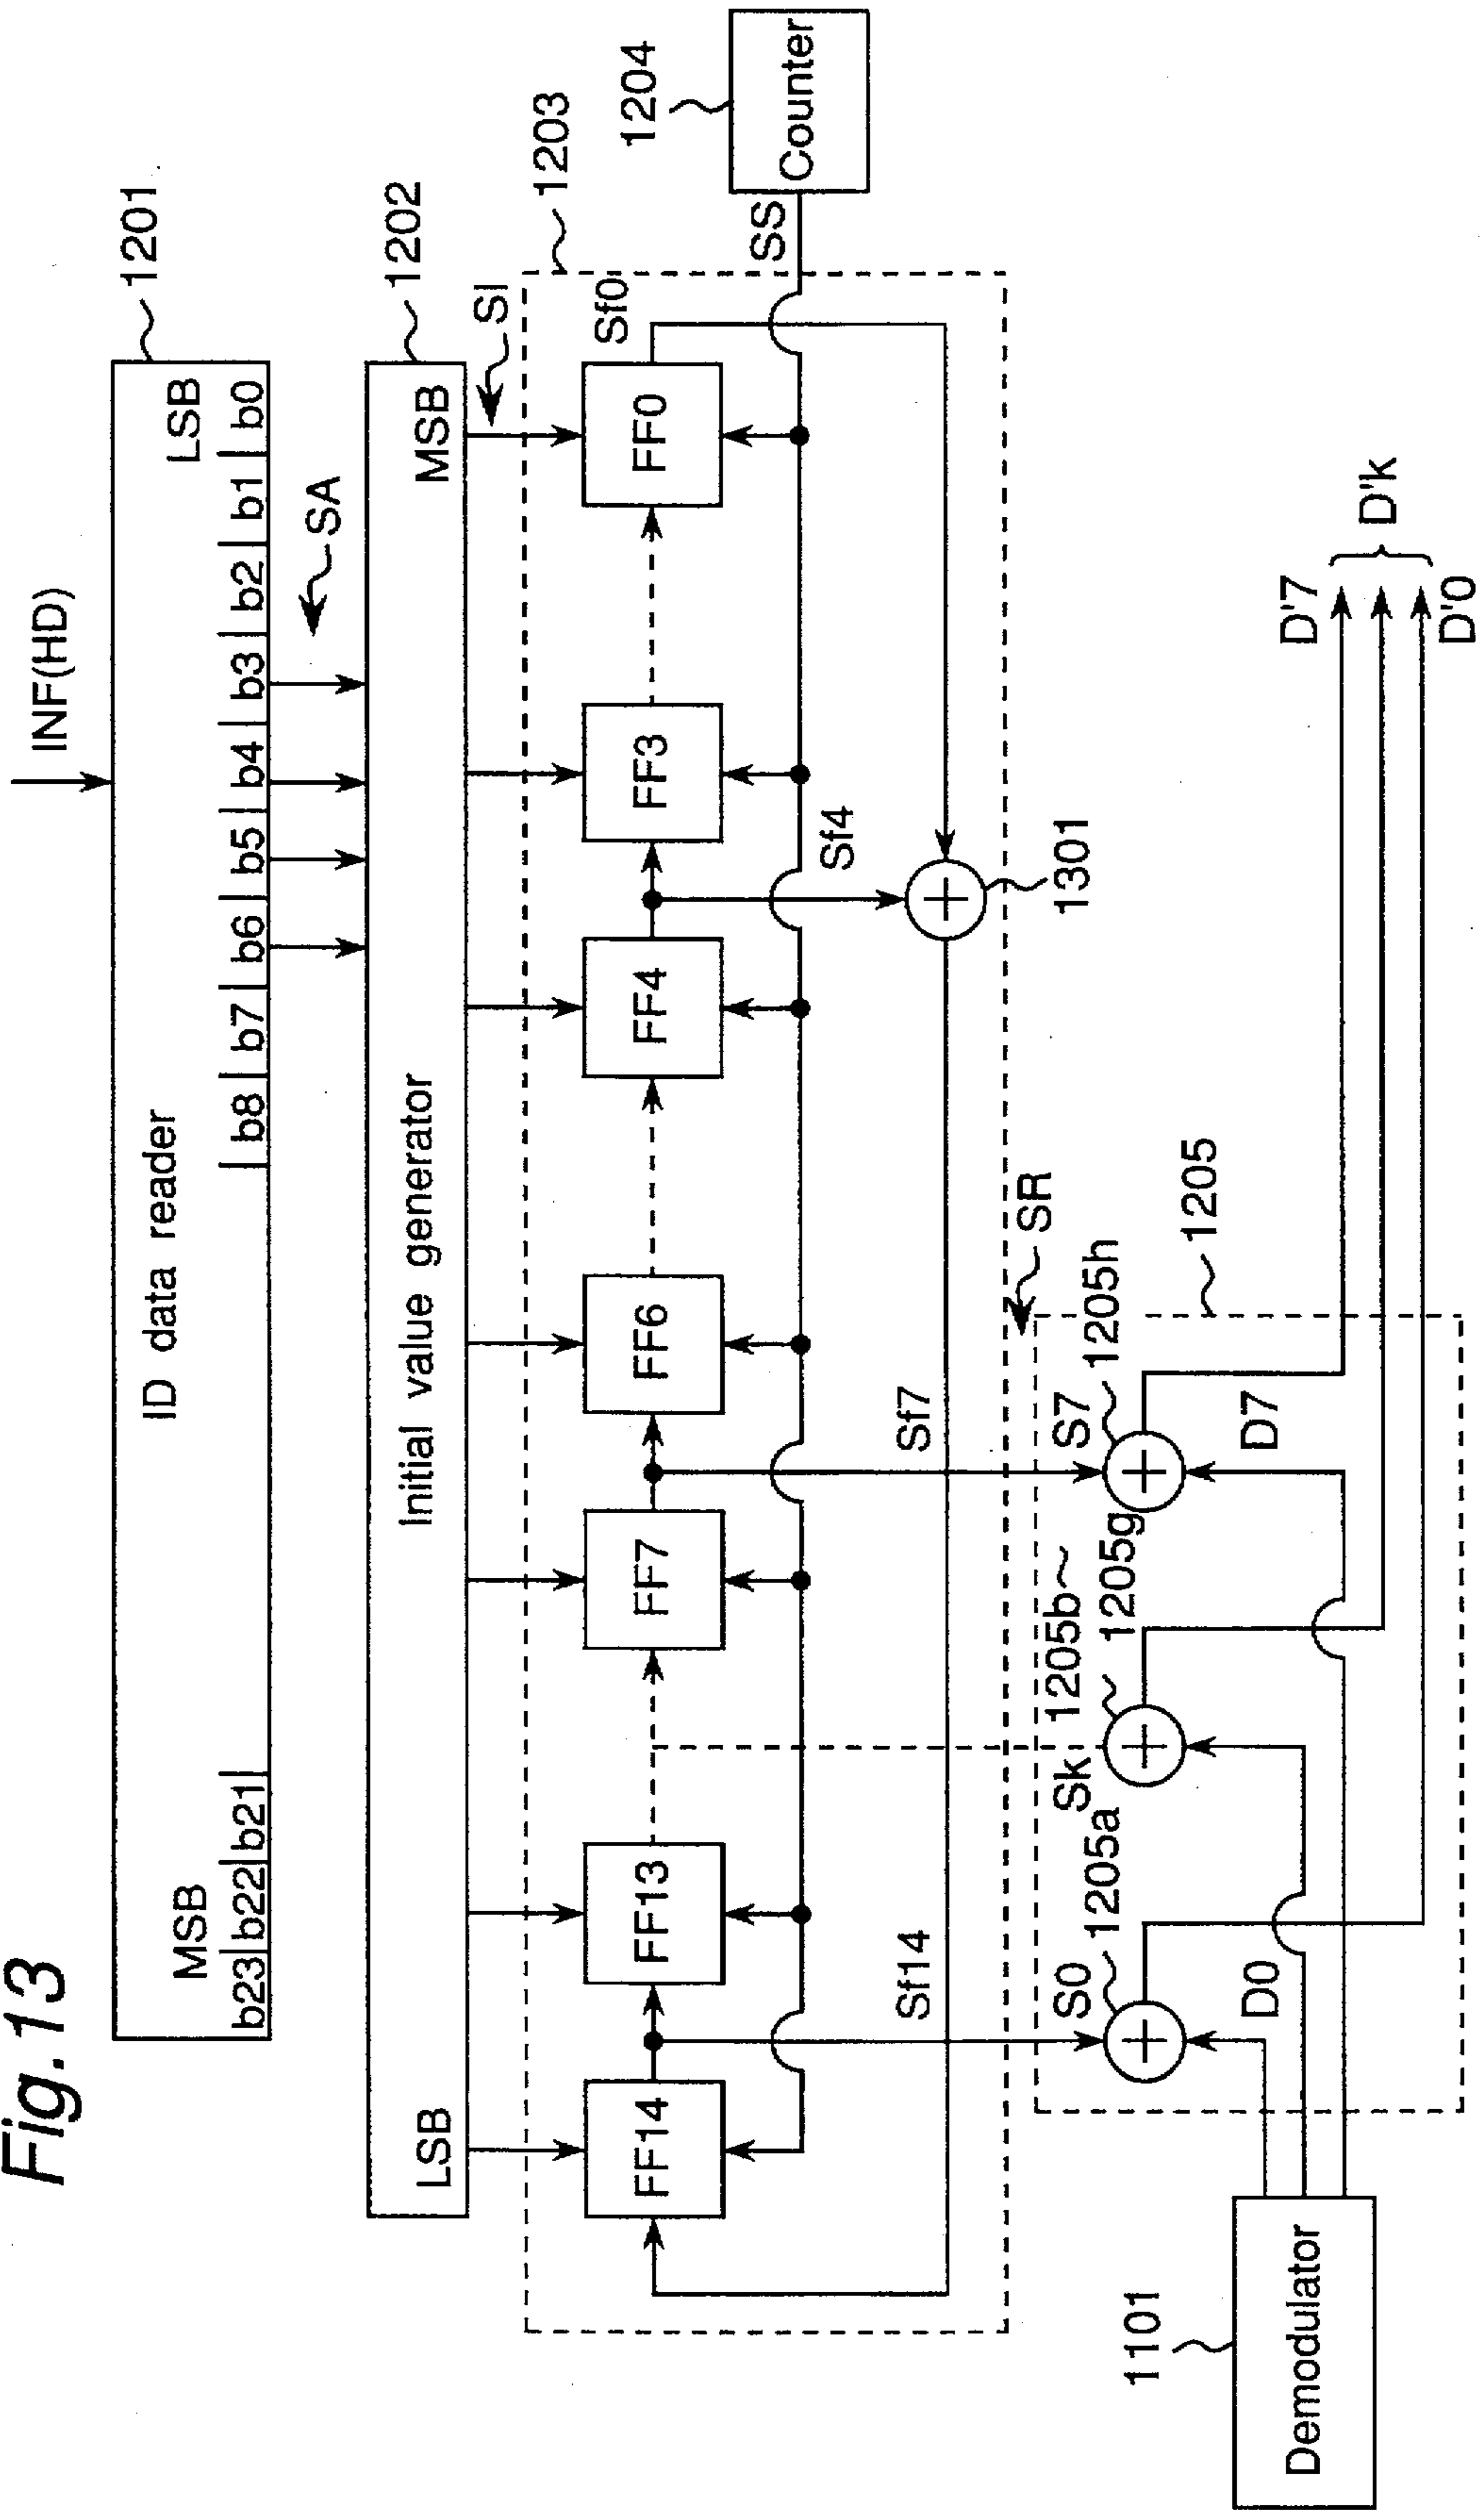 Fig.13
INF(HD)
1201
ID data reader
MSB
LSB
b23 b22 b21 b8 b7 b6 b5 b4 b3 b2 b1 b0
SA
1202
Initial value generator
LSB
MSB
SI
1203
Sf0
FF14 FF13 FF7 FF6 FF4 FF3 FF0
1204
Counter
SS
Sf4
Sf14
Sf7
1301
SR
S0
1205a
Sk
1205b~
1205g
S7
1205h
1205
D0
D7
1101
Demodulator
D'7
D'k
D'0